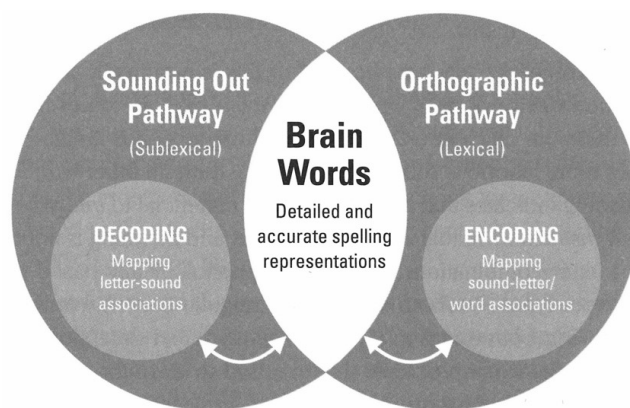 Sounding Out
Pathway
(Sublexical)
DECODING
Mapping
letter-sound
associations
Brain
Words
Detailed and
accurate spelling
representations
Orthographic
Pathway
(Lexical)
ENCODING
Mapping
sound-letter/
word associations